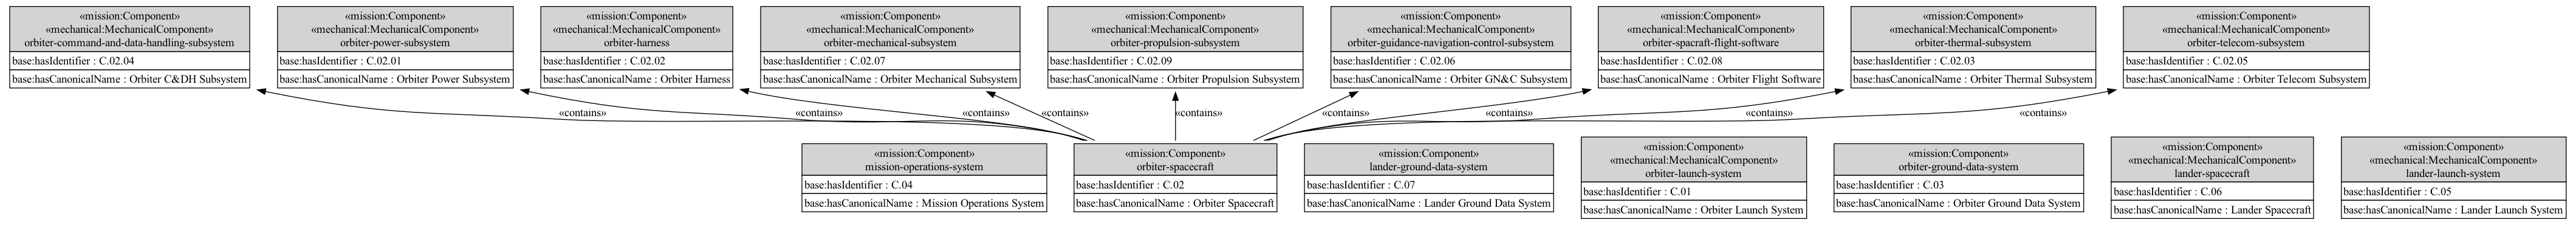 «mission:Component»
«mechanical:MechanicalComponent»
orbiter-command-and-data-handling-subsystem
base:hasIdentifier : C.02.04
base:hasCanonicalName : Orbiter C&DH Subsystem
«mission:Component»
«mechanical:MechanicalComponent»
orbiter-power-subsystem
base:hasIdentifier : C.02.01
base:hasCanonicalName : Orbiter Power Subsystem
«mission:Component»
«mechanical:MechanicalComponent»
orbiter-harness
base:hasIdentifier : C.02.02
base:hasCanonicalName : Orbiter Harness
«mission:Component»
«mechanical:MechanicalComponent»
orbiter-mechanical-subsystem
base:hasIdentifier : C.02.07
base:hasCanonicalName : Orbiter Mechanical Subsystem
«mission:Component»
«mechanical:MechanicalComponent»
orbiter-propulsion-subsystem
base:hasIdentifier : C.02.09
base:hasCanonicalName : Orbiter Propulsion Subsystem
«mission:Component»
«mechanical:MechanicalComponent»
orbiter-guidance-navigation-control-subsystem
base:hasIdentifier : C.02.06
base:hasCanonicalName : Orbiter GN&C Subsystem
«mission:Component»
«mechanical:MechanicalComponent»
orbiter-spacraft-flight-software
base:hasIdentifier : C.02.08
base:hasCanonicalName : Orbiter Flight Software
«mission:Component»
«mechanical:MechanicalComponent»
orbiter-thermal-subsystem
base:hasIdentifier : C.02.03
base:hasCanonicalName : Orbiter Thermal Subsystem
«mission:Component»
«mechanical:MechanicalComponent»
orbiter-telecom-subsystem
base:hasIdentifier : C.02.05
base:hasCanonicalName : Orbiter Telecom Subsystem
«contains»
«contains»
«contains»
«contains»
«contains»
«contains»
«contains»
«contains»
«contains»
«mission:Component»
mission-operations-system
base:hasIdentifier : C.04
base:hasCanonicalName : Mission Operations System
«mission:Component»
orbiter-spacecraft
base:hasIdentifier : C.02
base:hasCanonicalName : Orbiter Spacecraft
«mission:Component»
lander-ground-data-system
base:hasIdentifier : C.07
base:hasCanonicalName : Lander Ground Data System
«mission:Component»
«mechanical:MechanicalComponent»
orbiter-launch-system
base:hasIdentifier : C.01
base:hasCanonicalName : Orbiter Launch System
«mission:Component»
orbiter-ground-data-system
base:hasIdentifier : C.03
base:hasCanonicalName : Orbiter Ground Data System
«mission:Component»
«mechanical:MechanicalComponent»
lander-spacecraft
base:hasIdentifier : C.06
base:hasCanonicalName : Lander Spacecraft
«mission:Component»
«mechanical:MechanicalComponent»
lander-launch-system
base:hasIdentifier : C.05
base:hasCanonicalName : Lander Launch System